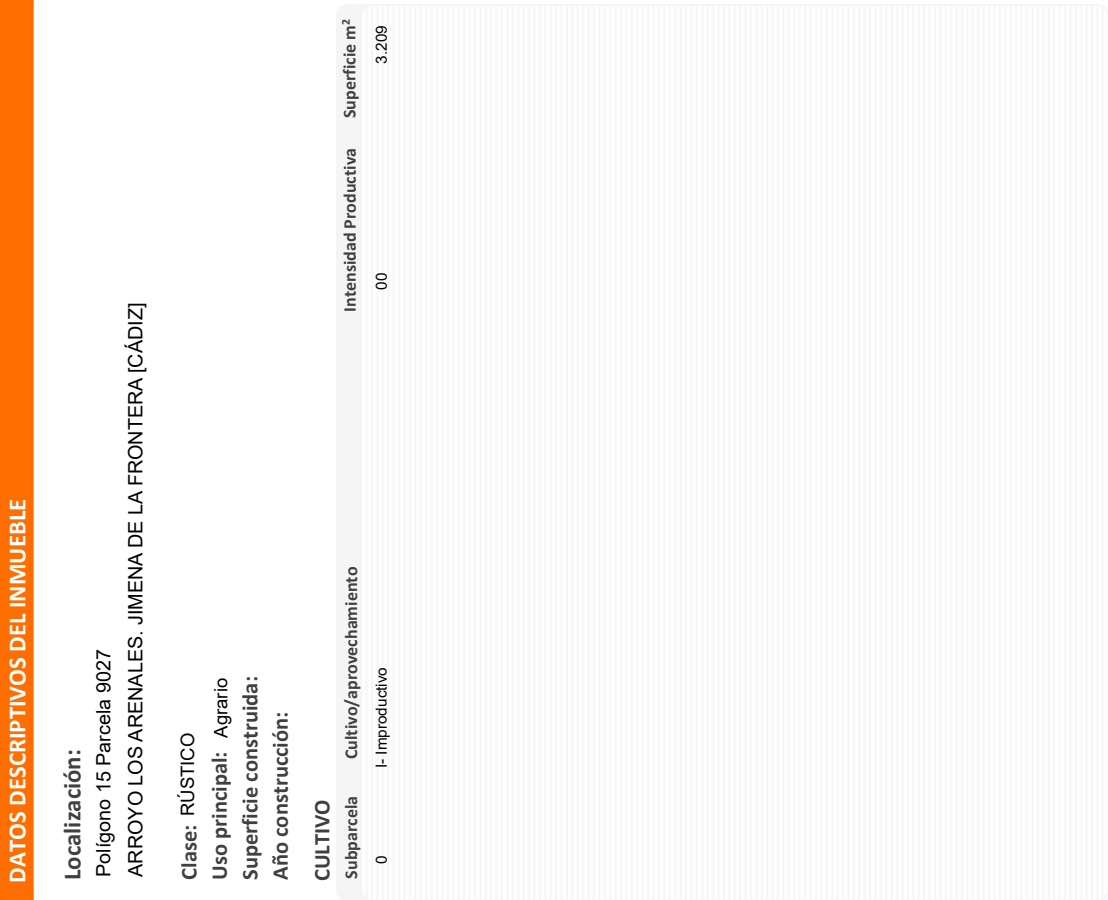 DATOS DESCRIPTIVOS DEL INMUEBLE
Localización:
Polígono 15 Parcela 9027
ARROYO LOS ARENALES. JIMENA DE LA FRONTERA [CÁDIZ]
Clase: RÚSTICO
Uso principal: Agrario
Superficie construida:
Año construcción:
CULTIVO
Subparcela Cultivo/aprovechamiento Intensidad Productiva Superficie m²
0 I- Improductivo 00 3.209